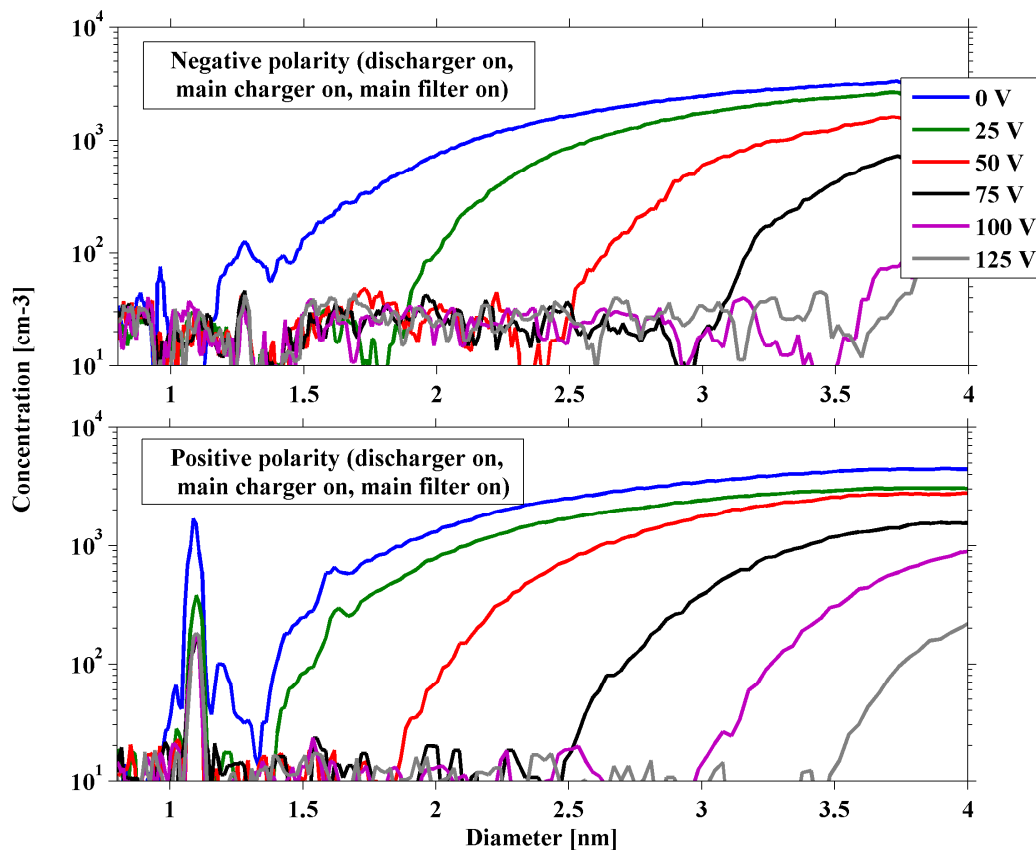 Negative polarity (discharger on,
main charger on, main filter on)
0 V
25 V
50 V
75 V
100 V
125 V
10^4
10^3
10^2
10^1
1 1.5 2 2.5 3 3.5 4
Concentration [cm-3]
Positive polarity (discharger on,
main charger on, main filter on)
10^4
10^3
10^2
10^1
1 1.5 2 2.5 3 3.5 4
Diameter [nm]